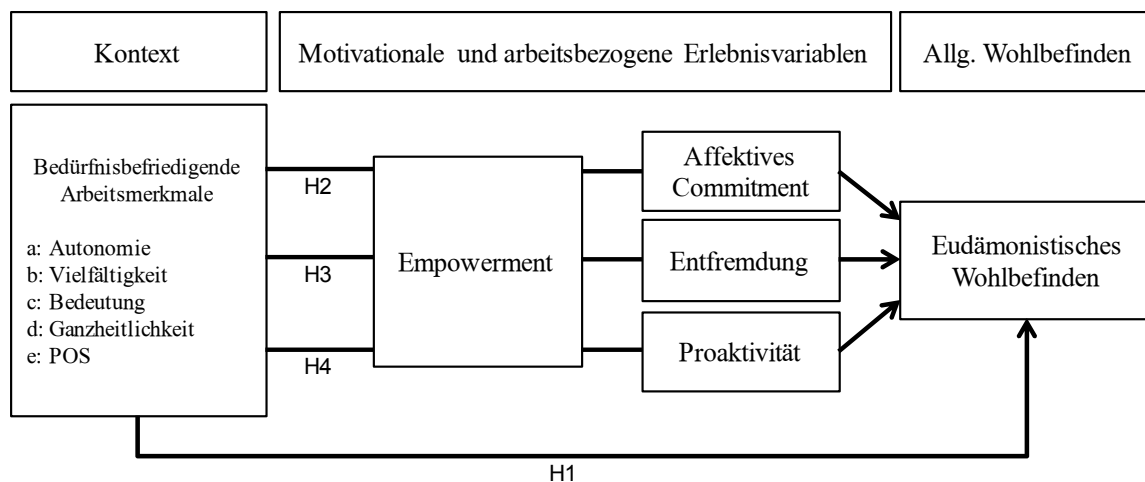 Kontext
Motivationale und arbeitsbezogene Erlebnisvariablen
Allg. Wohlbefinden
Bedürfnisbefriedigende
Arbeitsmerkmale
a: Autonomie
b: Vielfältigkeit
c: Bedeutung
d: Ganzheitlichkeit
e: POS
H2
H3
H4
Empowerment
Affektives
Commitment
Entfremdung
Proaktivität
Eudämonistisches
Wohlbefinden
H1